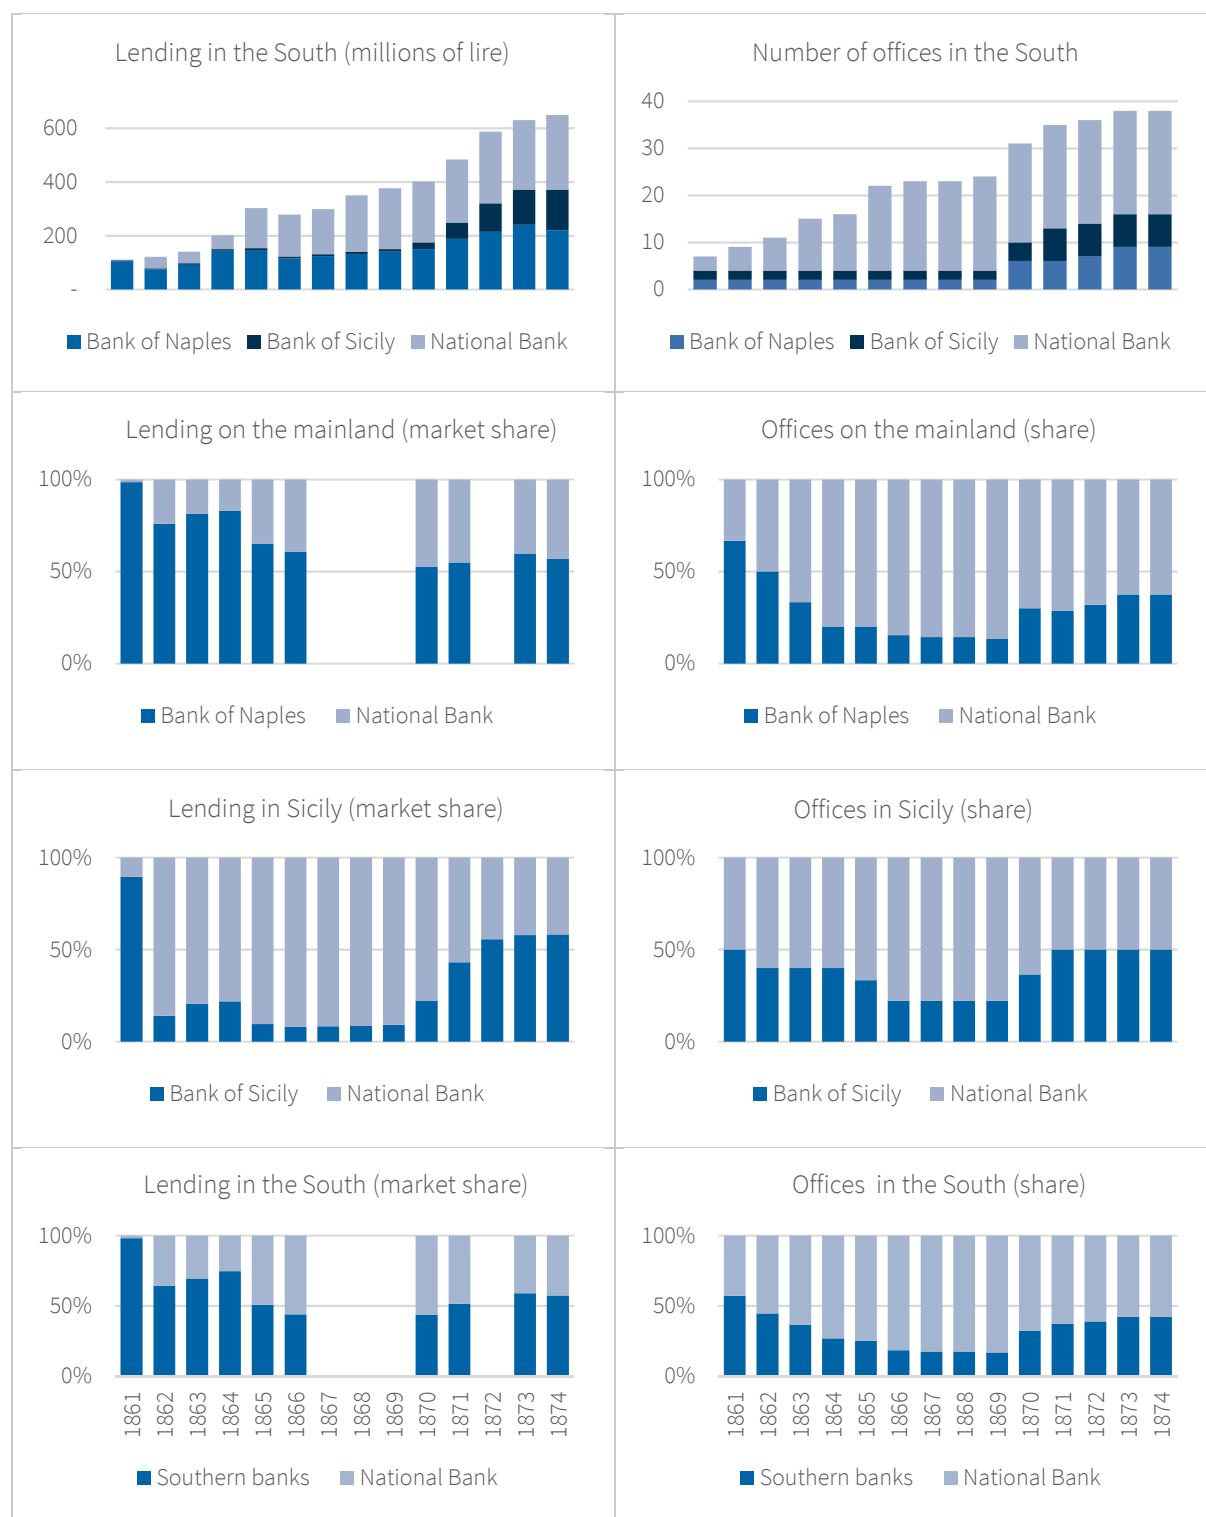 Lending in the South (millions of lire)
600
400
200
-
Bank of Naples Bank of Sicily National Bank
Number of offices in the South
40
30
20
10
0
Bank of Naples Bank of Sicily National Bank
Lending on the mainland (market share)
100%
50%
0%
Bank of Naples National Bank
Offices on the mainland (share)
100%
50%
0%
Bank of Naples National Bank
Lending in Sicily (market share)
100%
50%
0%
Bank of Sicily National Bank
Offices in Sicily (share)
100%
50%
0%
Bank of Sicily National Bank
Lending in the South (market share)
100%
50%
0%
1861 1862 1863 1864 1865 1866 1867 1868 1869 1870 1871 1872 1873 1874
Southern banks National Bank
Offices in the South (share)
100%
50%
0%
1861 1862 1863 1864 1865 1866 1867 1868 1869 1870 1871 1872 1873 1874
Southern banks National Bank